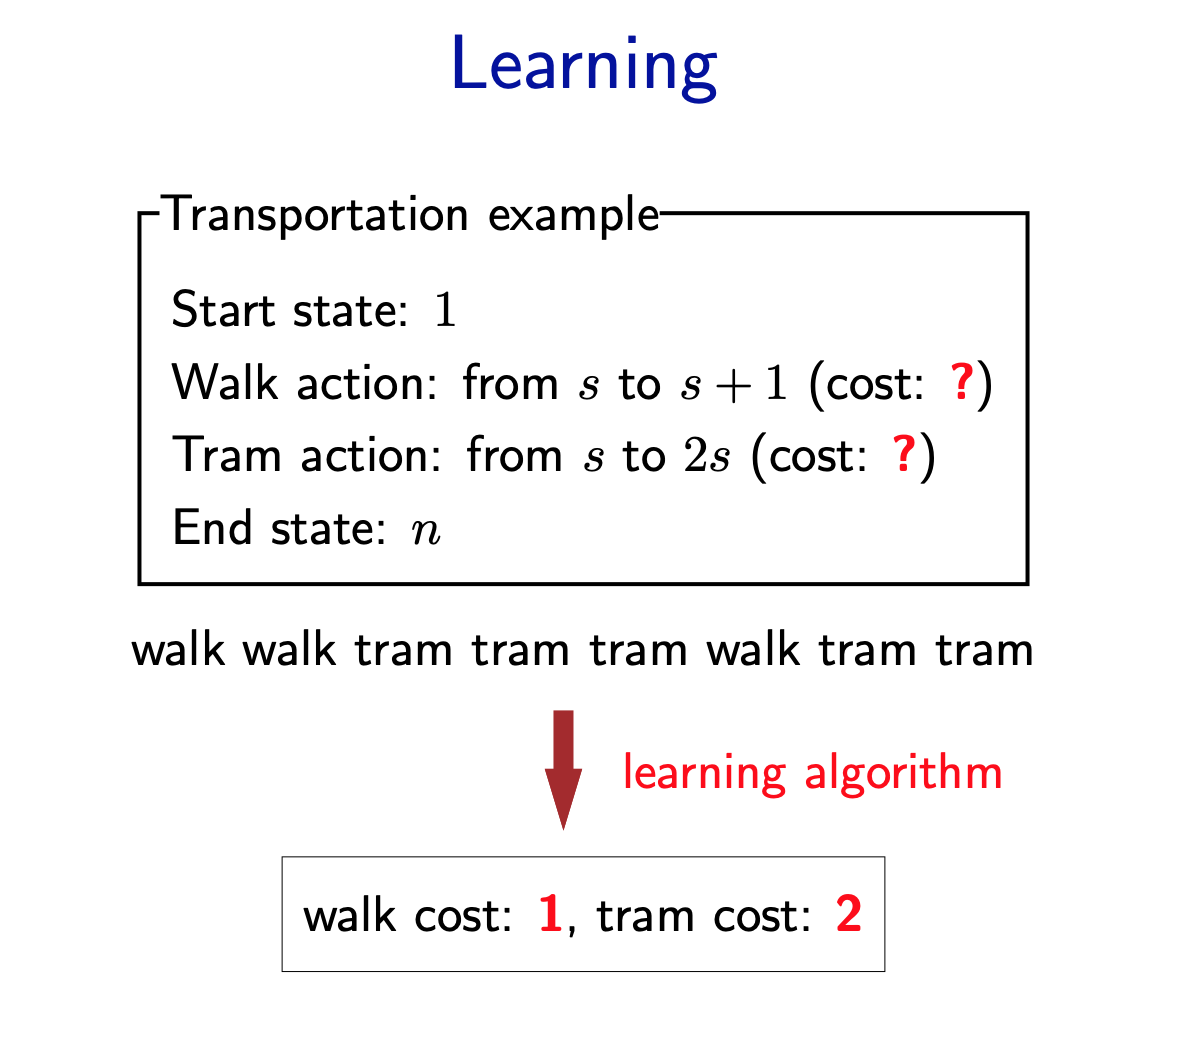 Learning
Transportation example
Start state: 1
Walk action: from s to s + 1 (cost: ?)
Tram action: from s to 2s (cost: ?)
End state: n
walk walk tram tram tram walk tram tram
learning algorithm
walk cost: 1, tram cost: 2